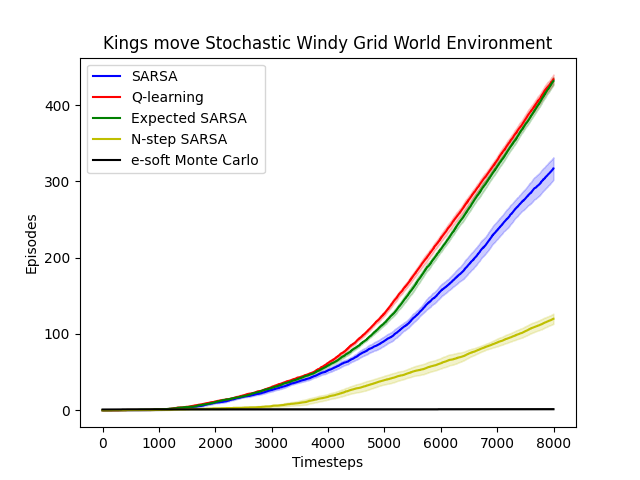 Kings move Stochastic Windy Grid World Environment
SARSA
Q-learning
Expected SARSA
N-step SARSA
e-soft Monte Carlo
Episodes
400
300
200
100
0
0 1000 2000 3000 4000 5000 6000 7000 8000
Timesteps